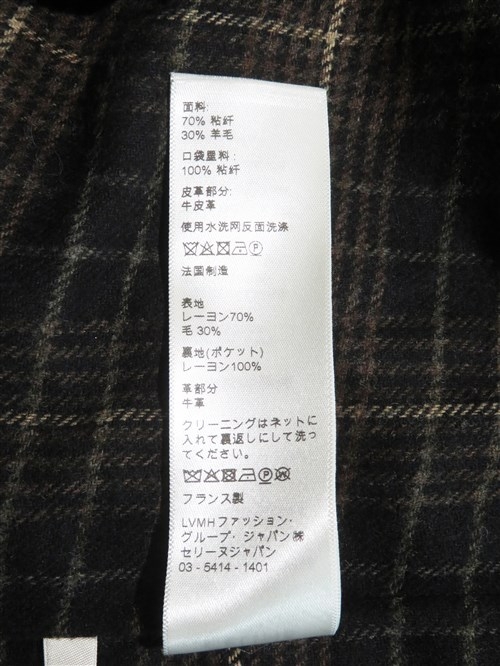 面料:
70% 粘纤
30% 羊毛
口袋里料:
100% 粘纤
皮革部分:
牛皮革
使用水洗网反面洗涤
法国制造
表地
レーヨン70%
毛 30%
裏地(ポケット)
レーヨン100%
革部分
牛革
クリーニングはネットに
入れて裏返しにして洗っ
てください。
フランス製
LVMHファッション・
グループ・ジャパン㈱
セリーヌジャパン
03 - 5414 - 1401